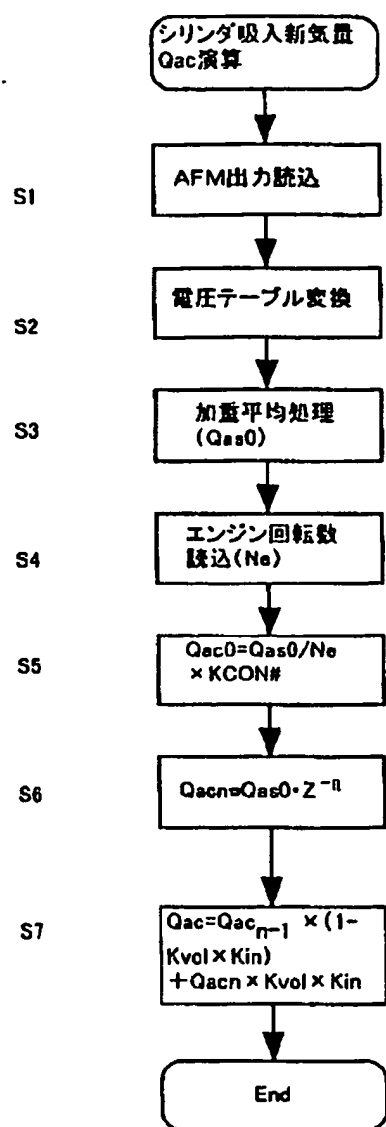 シリンダ吸入新気量
Qac演算
S1
AFM出力読込
S2
電圧テーブル変換
S3
加重平均処理
(Qas0)
S4
エンジン回転数
読込(Ne)
S5
Qac0=Qas0/Ne
×KCON#
S6
Qacn=Qas0・Z⁻ⁿ
S7
Qac=Qacₙ₋₁ ×(1-
Kvol×Kin)
+Qacn×Kvol×Kin
End